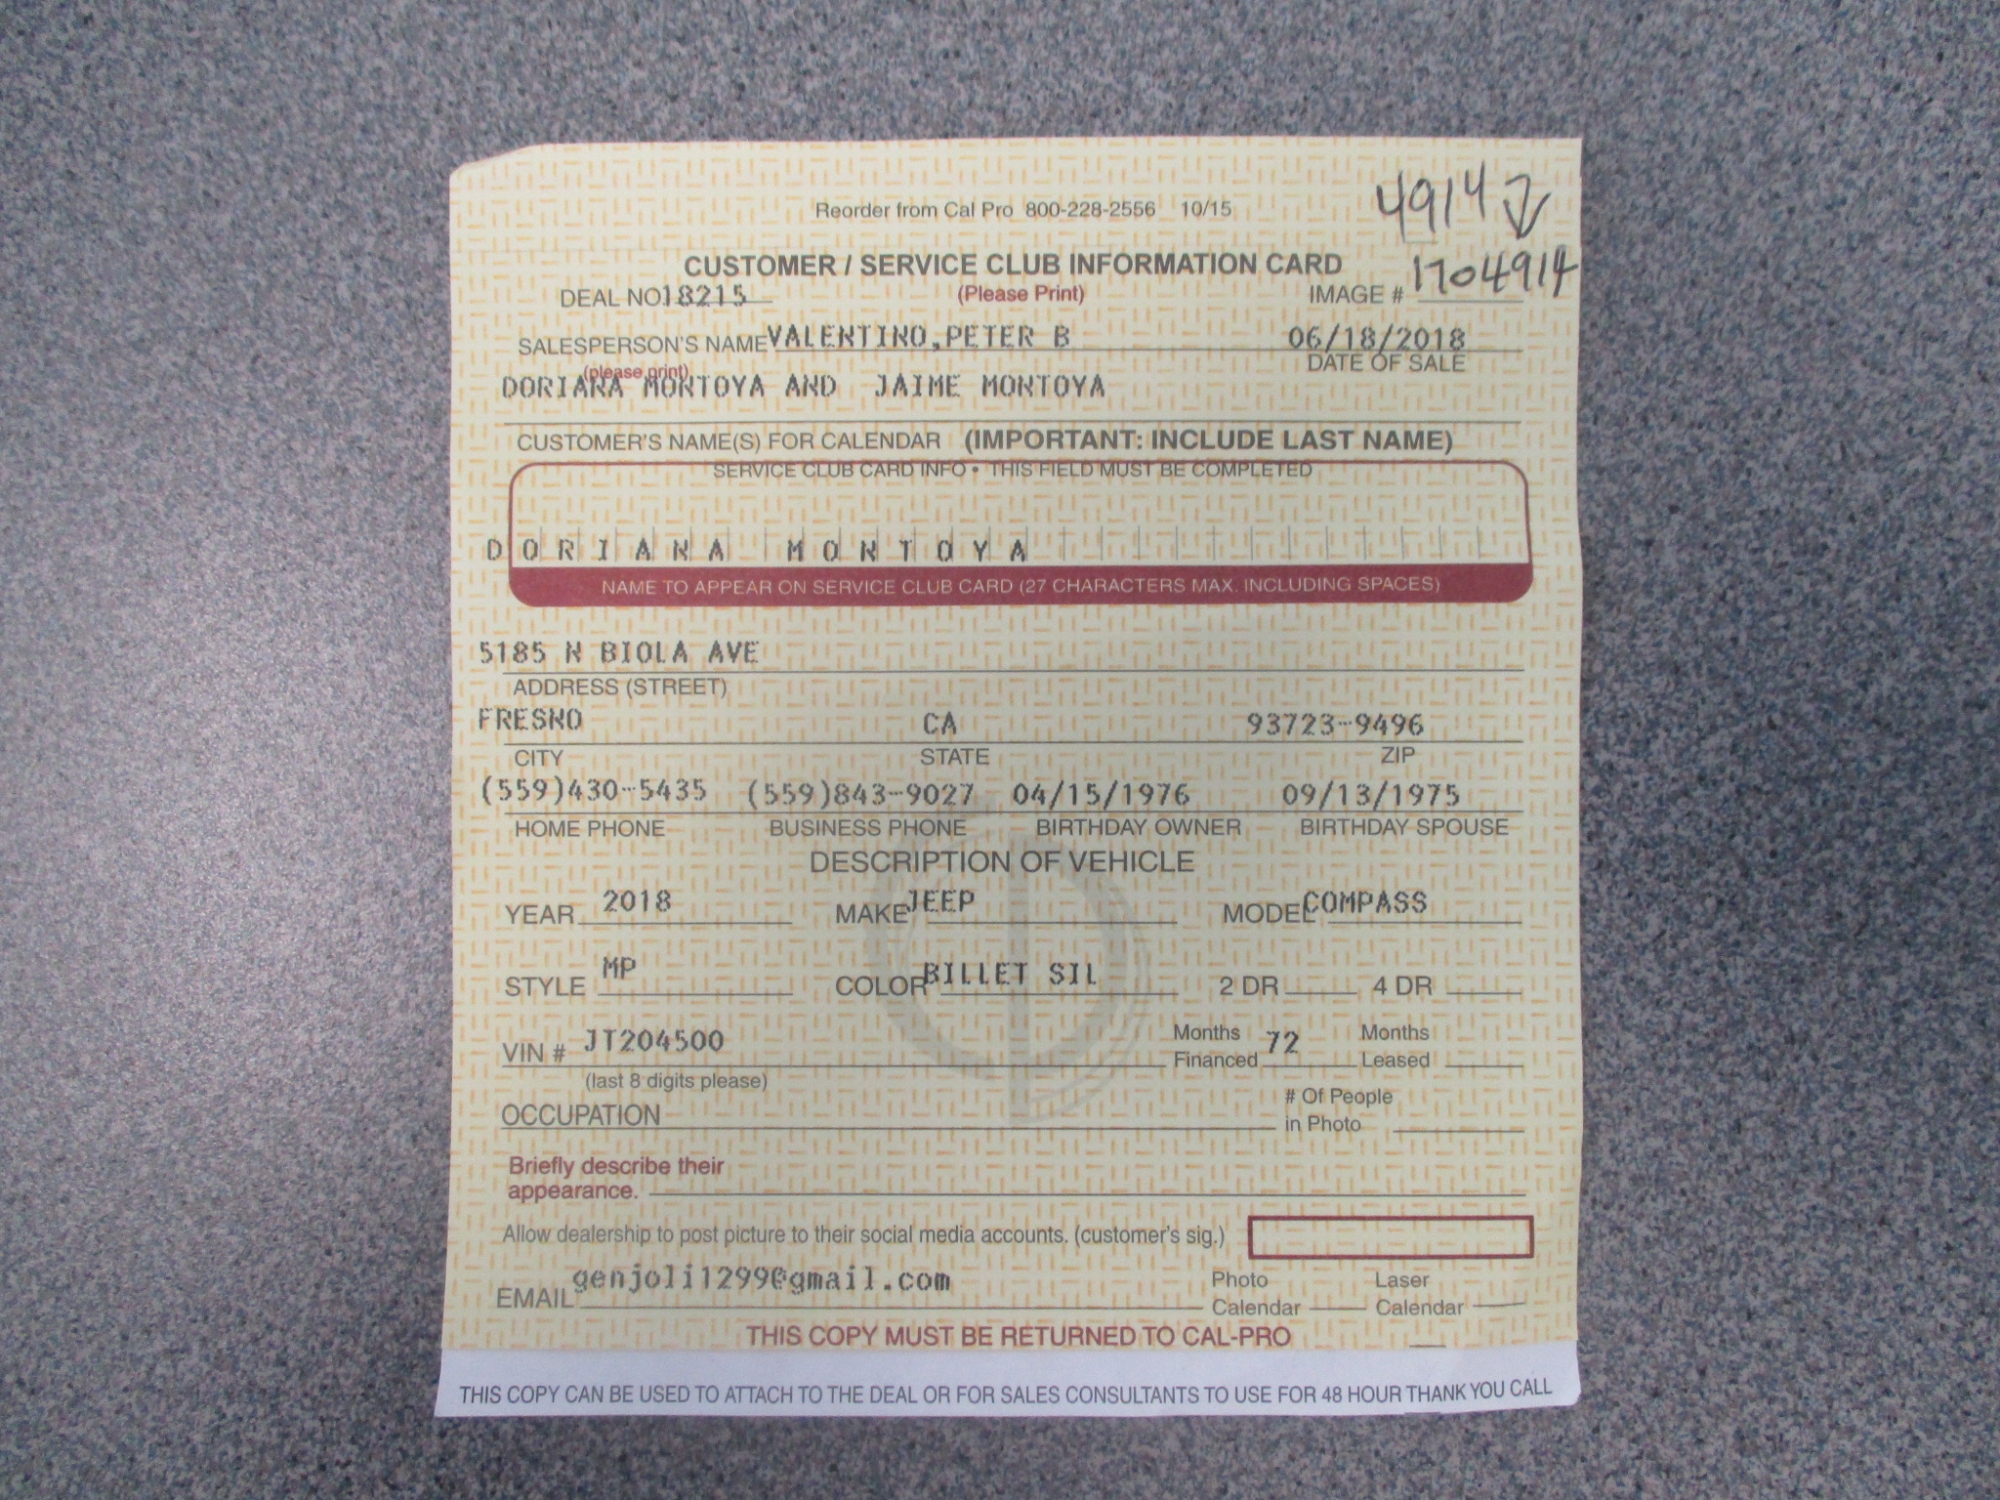 4914
Reorder from Cal Pro 800-228-2556 10/15
CUSTOMER / SERVICE CLUB INFORMATION CARD
DEAL NO 18215 (Please Print) IMAGE # 1704914
SALESPERSON'S NAME VALENTINO,PETER B 06/18/2018
(please print) DATE OF SALE
DORIANA MONTOYA AND JAIME MONTOYA
CUSTOMER'S NAME(S) FOR CALENDAR (IMPORTANT: INCLUDE LAST NAME)
SERVICE CLUB CARD INFO • THIS FIELD MUST BE COMPLETED
DORIANA MONTOYA
NAME TO APPEAR ON SERVICE CLUB CARD (27 CHARACTERS MAX. INCLUDING SPACES)
5185 N BIOLA AVE
ADDRESS (STREET)
FRESNO CA 93723-9496
CITY STATE ZIP
(559)430-5435 (559)843-9027 04/15/1976 09/13/1975
HOME PHONE BUSINESS PHONE BIRTHDAY OWNER BIRTHDAY SPOUSE
DESCRIPTION OF VEHICLE
YEAR 2018 MAKE JEEP MODEL COMPASS
STYLE MP COLOR BILLET SIL 2 DR 4 DR
VIN # JT204500 Months Financed 72 Months Leased
(last 8 digits please)
OCCUPATION # Of People in Photo
Briefly describe their
appearance.
Allow dealership to post picture to their social media accounts. (customer's sig.)
EMAIL genjoli1299@gmail.com Photo Calendar Laser Calendar
THIS COPY MUST BE RETURNED TO CAL-PRO
THIS COPY CAN BE USED TO ATTACH TO THE DEAL OR FOR SALES CONSULTANTS TO USE FOR 48 HOUR THANK YOU CALL